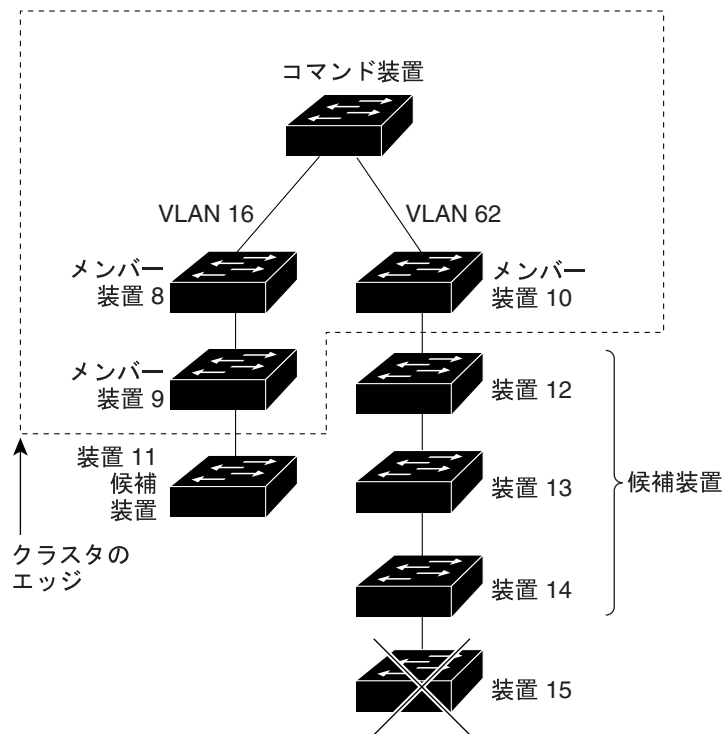 コマンド装置
VLAN 16
VLAN 62
メンバー
装置 8
メンバー
装置 10
メンバー
装置 9
装置 12
装置 11
候補
装置
装置 13
候補装置
クラスタの
エッジ
装置 14
装置 15